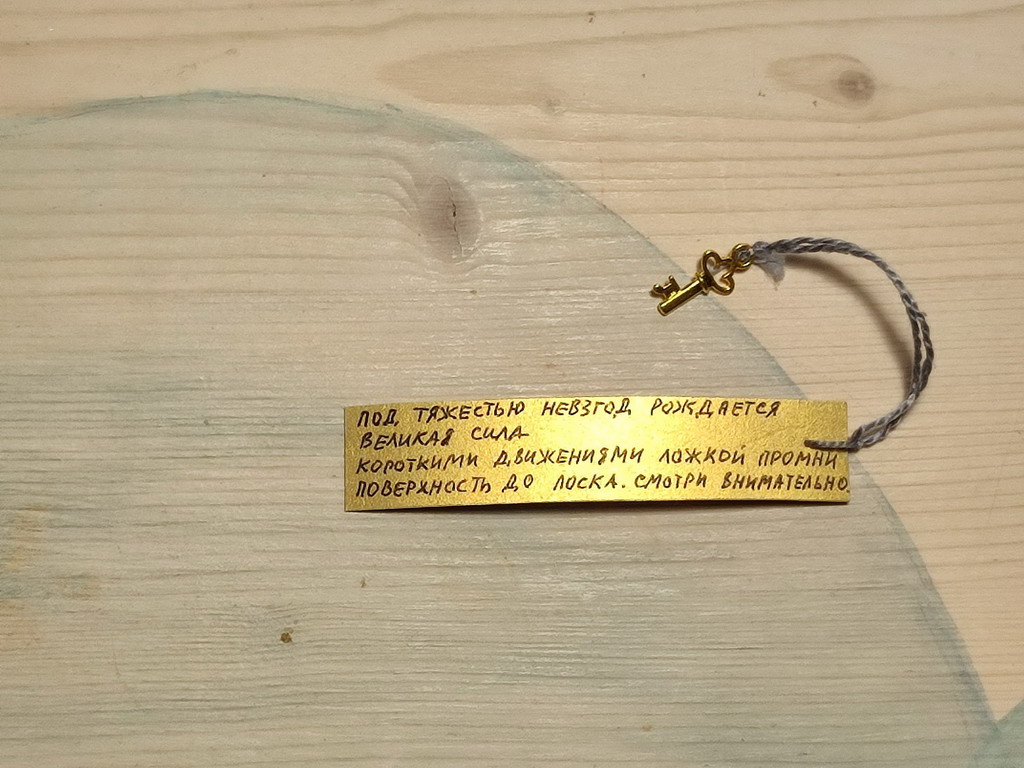 ПОД ТЯЖЕСТЬЮ НЕВЗГОД РОЖДАЕТСЯ
ВЕЛИКАЯ СИЛА
КОРОТКИМИ ДВИЖЕНИЯМИ ЛОЖКОЙ ПРОМНИ
ПОВЕРХНОСТЬ ДО ЛОСКА. СМОТРИ ВНИМАТЕЛЬНО